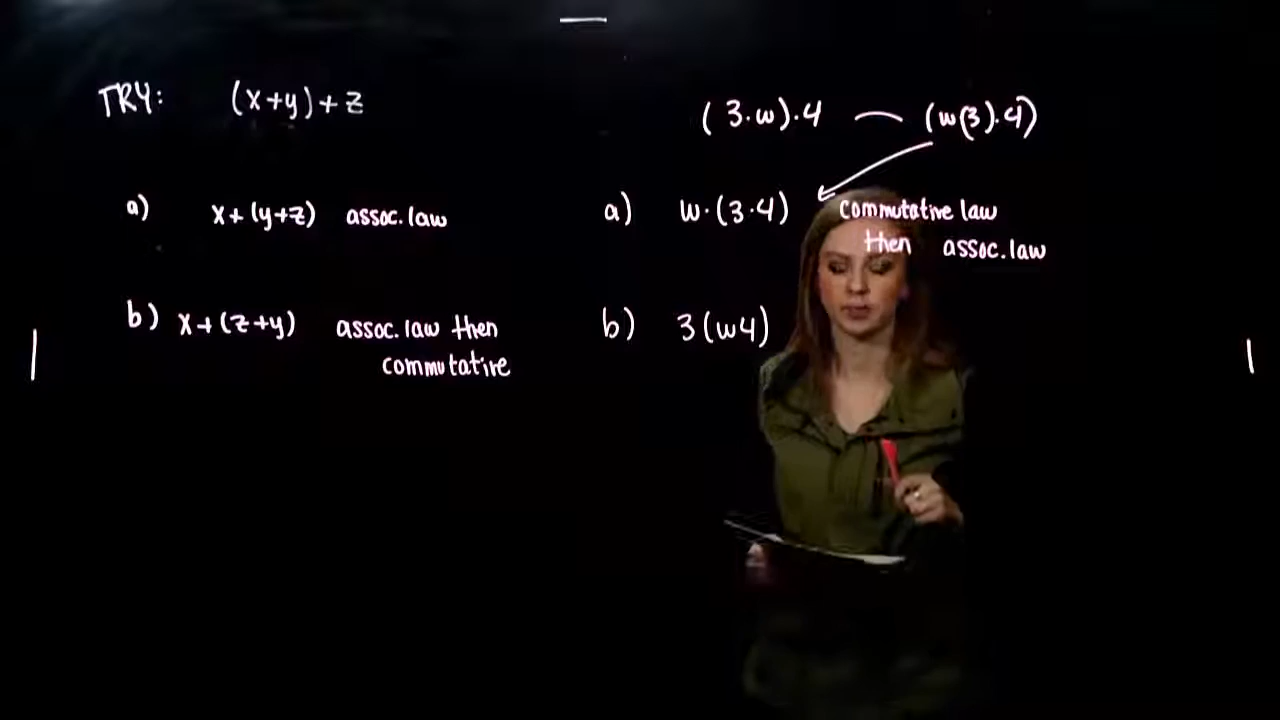 TRY: (x+y)+z
a) x+(y+z) assoc. law
b) x+(z+y) assoc. law then
commutative
(3·w)·4 — (w(3)·4)
a) w·(3·4) commutative law
then assoc. law
b) 3(w4)